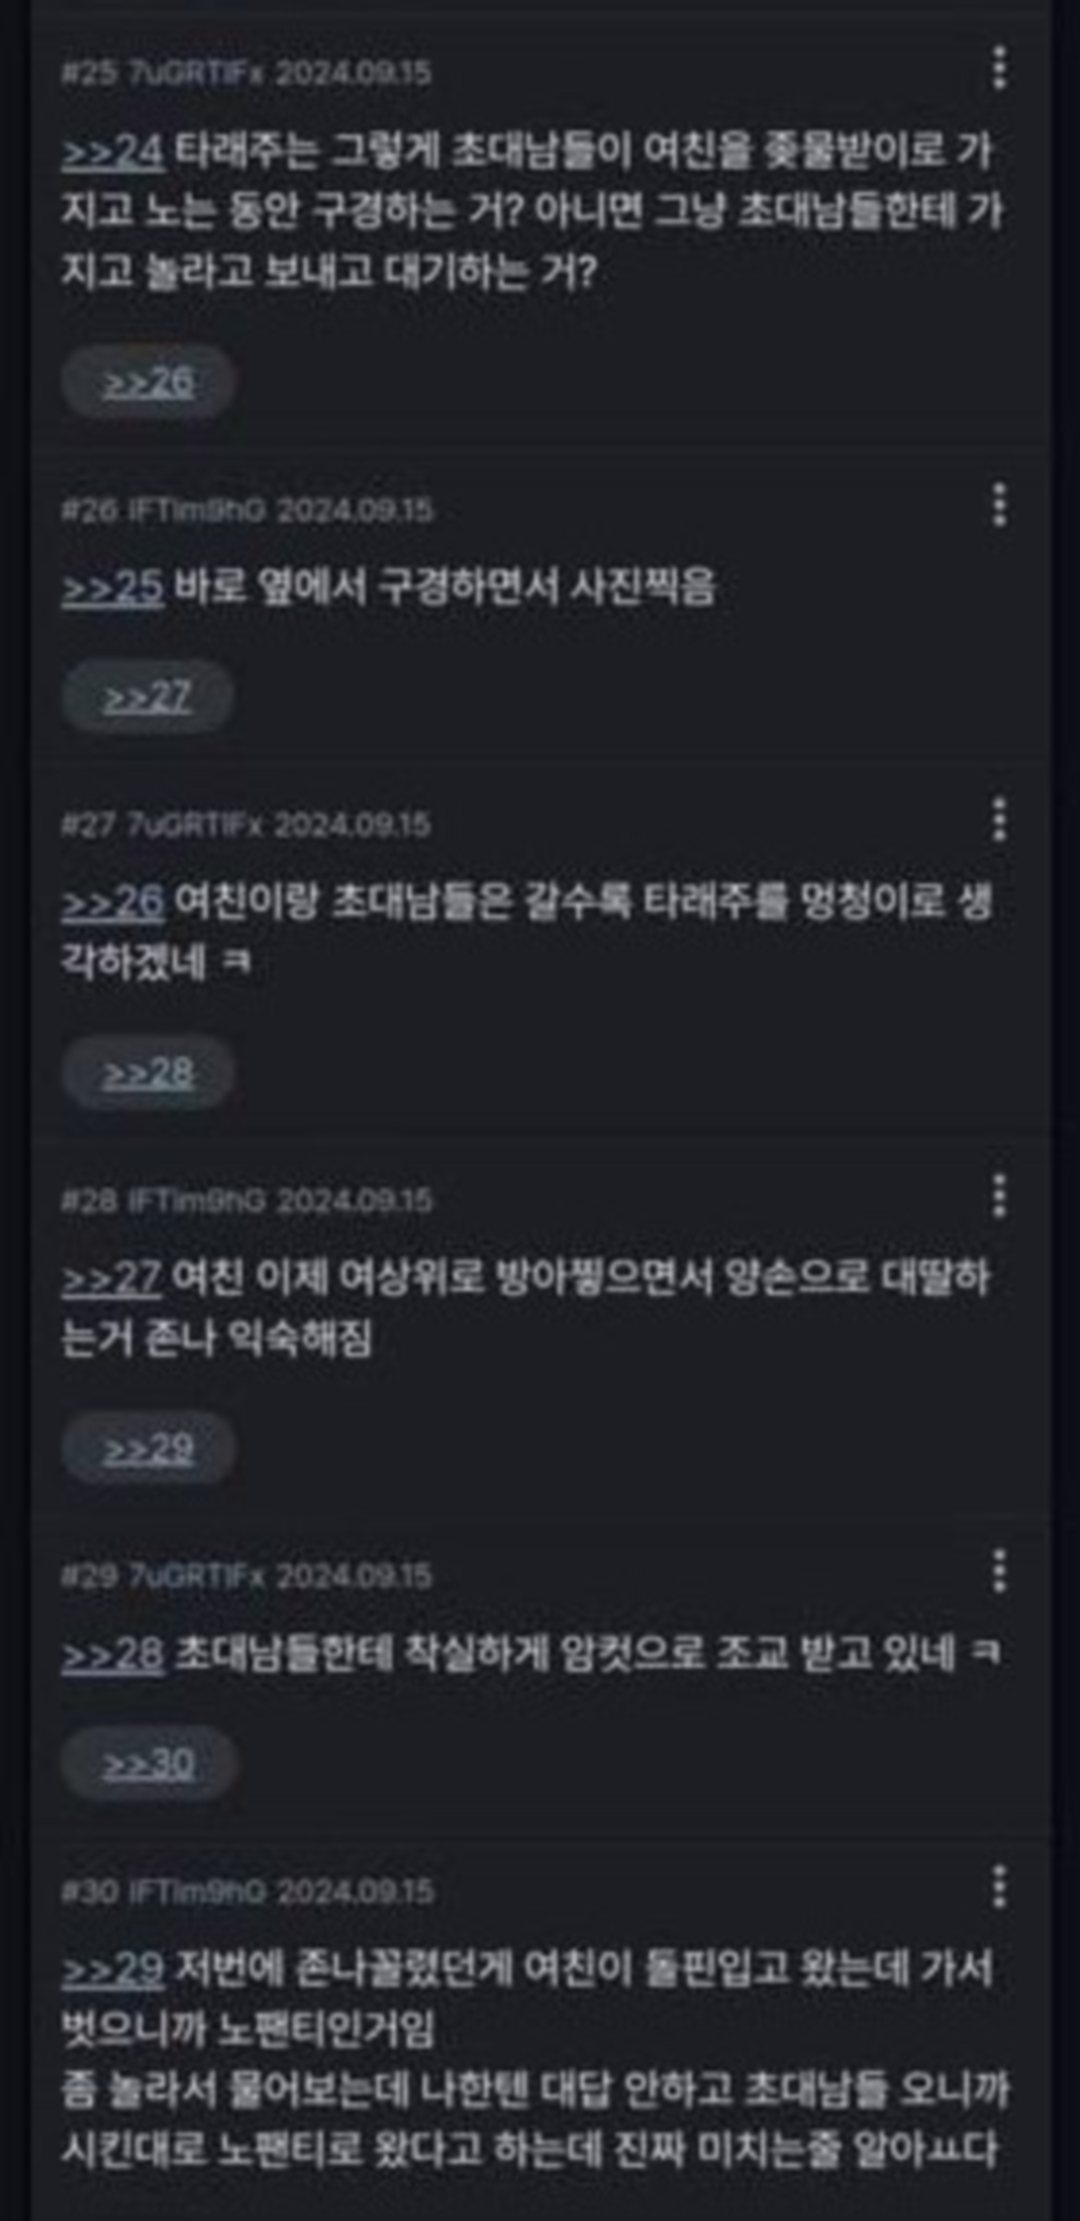 #25 7uGRTIFx 2024.09.15
>>24 타래주는 그렇게 초대남들이 여친을 좆물받이로 가
지고 노는 동안 구경하는 거? 아니면 그냥 초대남들한테 가
지고 놀라고 보내고 대기하는 거?
>>26
#26 IFTIm9hG 2024.09.15
>>25 바로 옆에서 구경하면서 사진찍음
>>27
#27 7uGRTIFx 2024.09.15
>>26 여친이랑 초대남들은 갈수록 타래주를 멍청이로 생
각하겠네 ㅋ
>>28
#28 IFTIm9hG 2024.09.15
>>27 여친 이제 여상위로 방아찧으면서 양손으로 대딸하
는거 존나 익숙해짐
>>29
#29 7uGRTIFx 2024.09.15
>>28 초대남들한테 착실하게 암컷으로 조교 받고 있네 ㅋ
>>30
#30 IFTIm9hG 2024.09.15
>>29 저번에 존나꼴렸던게 여친이 돌핀입고 왔는데 가서
벗으니까 노팬티인거임
좀 놀라서 물어보는데 나한텐 대답 안하고 초대남들 오니까
시킨대로 노팬티로 왔다고 하는데 진짜 미치는줄 알아ㅛ다